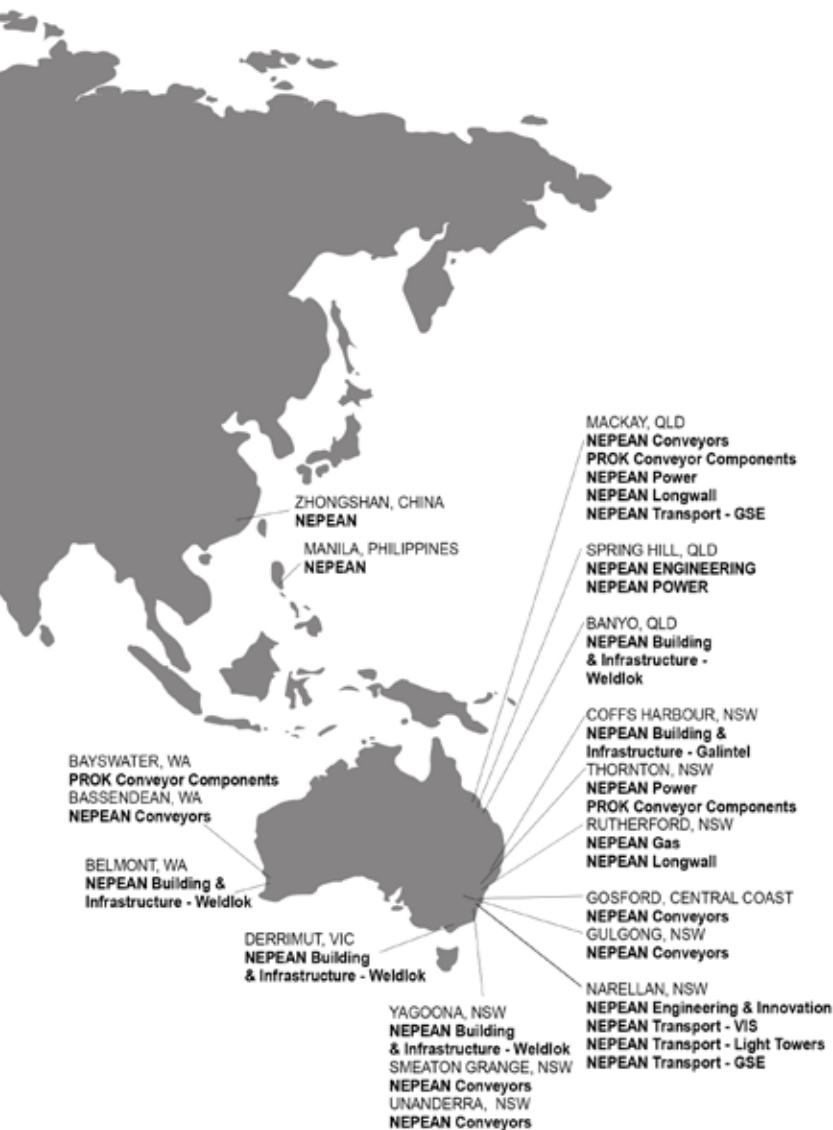 MACKAY, QLD
NEPEAN Conveyors
PROK Conveyor Components
NEPEAN Power
NEPEAN Longwall
NEPEAN Transport - GSE
ZHONGSHAN, CHINA
NEPEAN
MANILA, PHILIPPINES
NEPEAN
SPRING HILL, QLD
NEPEAN ENGINEERING
NEPEAN POWER
BANYO, QLD
NEPEAN Building
& Infrastructure -
Weldlok
COFFS HARBOUR, NSW
NEPEAN Building &
Infrastructure - Galintel
THORNTON, NSW
NEPEAN Power
PROK Conveyor Components
RUTHERFORD, NSW
NEPEAN Gas
NEPEAN Longwall
BAYSWATER, WA
PROK Conveyor Components
BASSENDEAN, WA
NEPEAN Conveyors
BELMONT, WA
NEPEAN Building &
Infrastructure - Weldlok
GOSFORD, CENTRAL COAST
NEPEAN Conveyors
GULGONG, NSW
NEPEAN Conveyors
DERRIMUT, VIC
NEPEAN Building
& Infrastructure - Weldlok
NARELLAN, NSW
NEPEAN Engineering & Innovation
NEPEAN Transport - VIS
NEPEAN Transport - Light Towers
NEPEAN Transport - GSE
YAGOONA, NSW
NEPEAN Building
& Infrastructure - Weldlok
SMEATON GRANGE, NSW
NEPEAN Conveyors
UNANDERRA, NSW
NEPEAN Conveyors